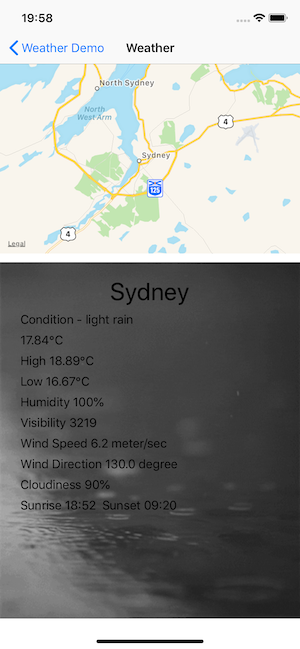 19:58
Weather Demo
Weather
North Sydney
North
West Arm
4
Sydney
125
4
Legal
Sydney
Condition - light rain
17.84°C
High 18.89°C
Low 16.67°C
Humidity 100%
Visibility 3219
Wind Speed 6.2 meter/sec
Wind Direction 130.0 degree
Cloudiness 90%
Sunrise 18:52  Sunset 09:20